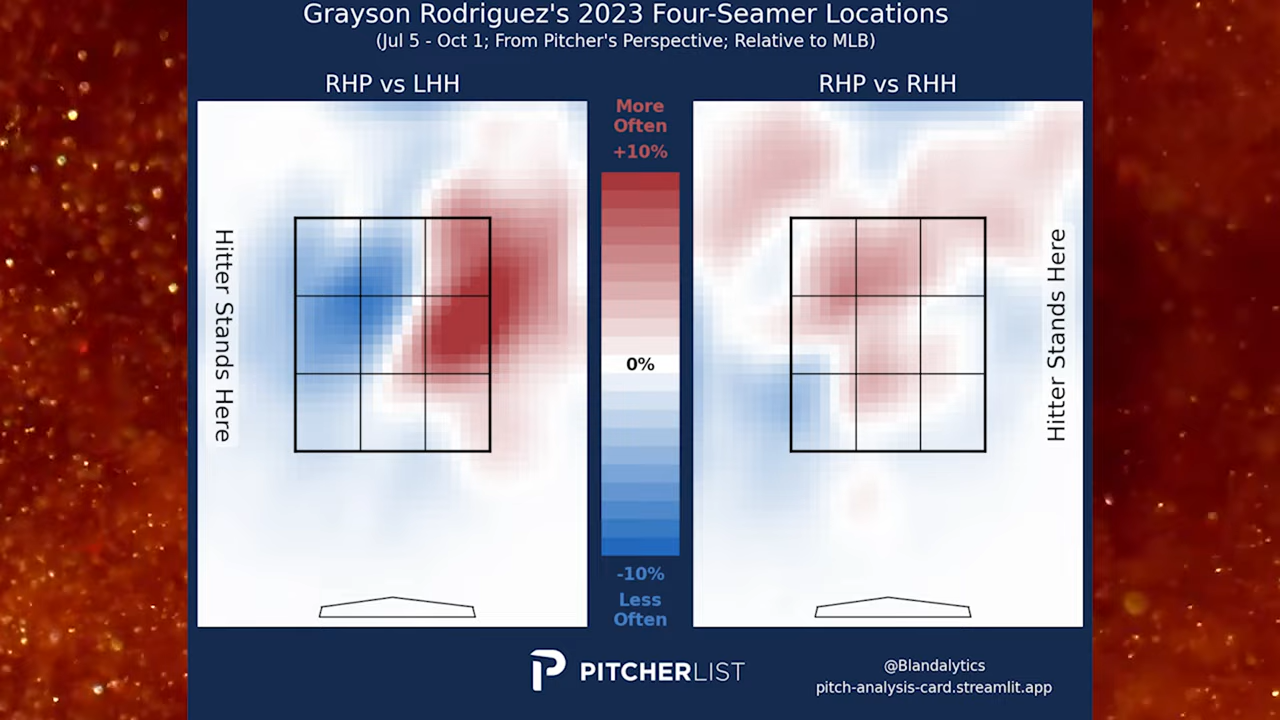 Grayson Rodriguez's 2023 Four-Seamer Locations
(Jul 5 - Oct 1; From Pitcher's Perspective; Relative to MLB)
RHP vs LHH
RHP vs RHH
Hitter Stands Here
More
Often
+10%
0%
-10%
Less
Often
Hitter Stands Here
PITCHERLIST
@Blandalytics
pitch-analysis-card.streamlit.app